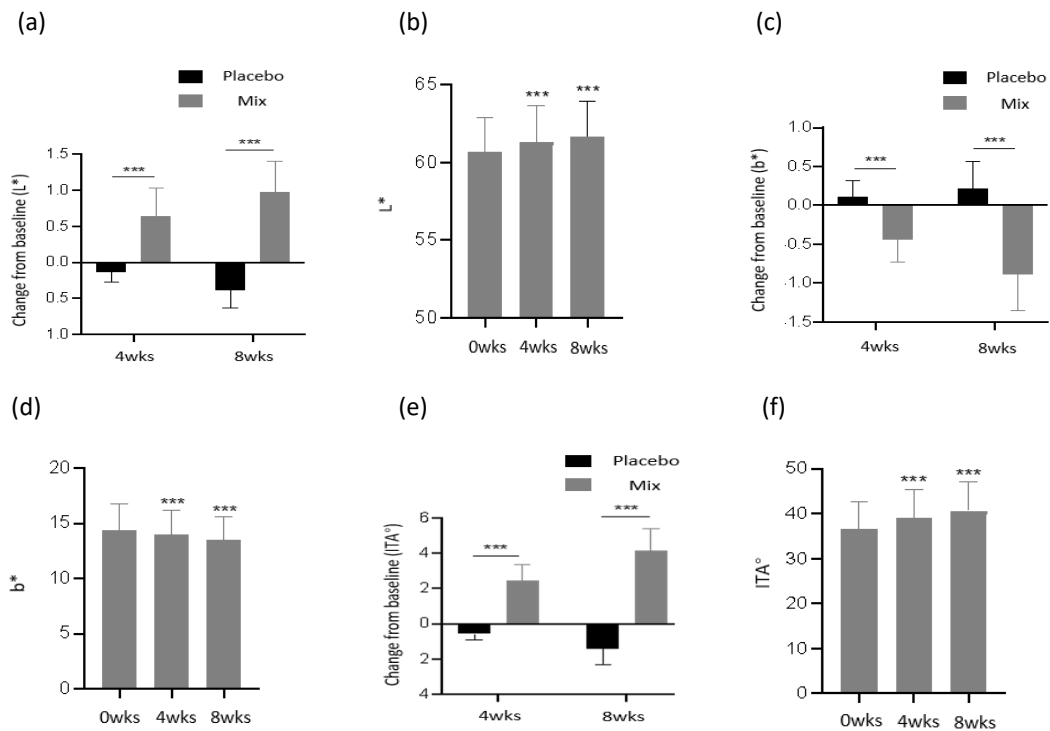 (a)
Placebo
Mix
Change from baseline (L*)
1.5
1.0
0.5
0.0
0.5
1.0
***
***
4wks
8wks
(b)
L*
65
60
55
50
***
***
0wks
4wks
8wks
(c)
Placebo
Mix
Change from baseline (b*)
1.0
0.5
0.0
-0.5
-1.0
-1.5
***
***
4wks
8wks
(d)
b*
20
15
10
5
0
***
***
0wks
4wks
8wks
(e)
Placebo
Mix
Change from baseline (ITA°)
6
4
2
0
2
4
***
***
4wks
8wks
(f)
ITA°
50
40
30
20
10
0
***
***
0wks
4wks
8wks